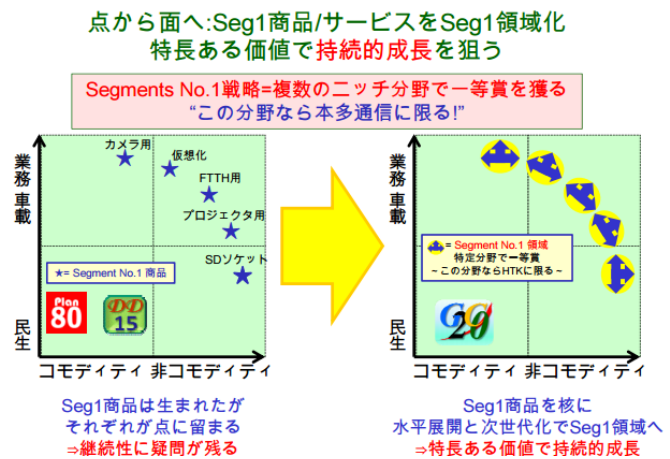 点から面へ:Seg1商品/サービスをSeg1領域化
特長ある価値で持続的成長を狙う
Segments No.1戦略=複数のニッチ分野で一等賞を獲る
“この分野なら本多通信に限る!”
業務 車載
民生
カメラ用
仮想化
FTTH用
プロジェクタ用
SDソケット
★= Segment No.1 商品
Plan
80
DD
15
コモディティ 非コモディティ
Seg1商品は生まれたが
それぞれが点に留まる
⇒継続性に疑問が残る
業務 車載
民生
= Segment No.1 領域
特定分野で一等賞
~この分野ならHTKに限る~
GC
20
コモディティ 非コモディティ
Seg1商品を核に
水平展開と次世代化でSeg1領域へ
⇒特長ある価値で持続的成長